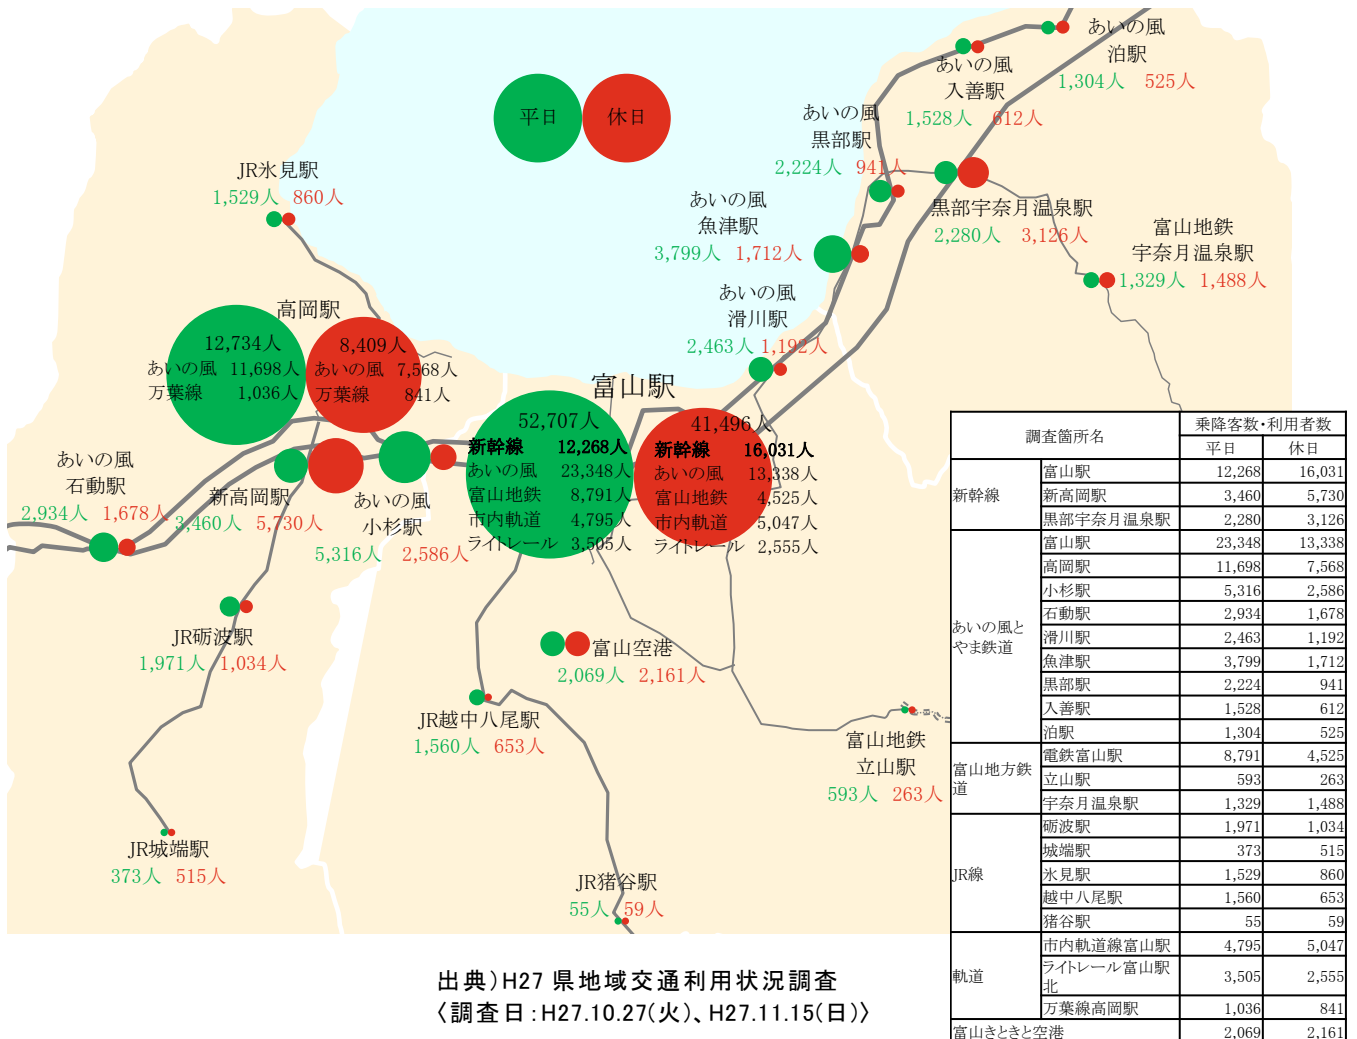 平日
休日
あいの風
泊駅
1,304人 525人
あいの風
入善駅
1,528人 612人
あいの風
黒部駅
2,224人 941人
JR氷見駅
1,529人 860人
あいの風
魚津駅
3,799人 1,712人
黒部宇奈月温泉駅
2,280人 3,126人
富山地鉄
宇奈月温泉駅
1,329人 1,488人
あいの風
滑川駅
2,463人 1,192人
高岡駅
12,734人
あいの風 11,698人
万葉線 1,036人
8,409人
あいの風 7,568人
万葉線 841人
富山駅
52,707人
新幹線 12,268人
あいの風 23,348人
富山地鉄 8,791人
市内軌道 4,795人
ライトレール 3,505人
41,496人
新幹線 16,031人
あいの風 13,338人
富山地鉄 4,525人
市内軌道 5,047人
ライトレール 2,555人
あいの風
石動駅
2,934人 1,678人
新高岡駅
3,460人 5,730人
あいの風
小杉駅
5,316人 2,586人
JR砺波駅
1,971人 1,034人
富山空港
2,069人 2,161人
JR越中八尾駅
1,560人 653人
富山地鉄
立山駅
593人 263人
JR城端駅
373人 515人
JR猪谷駅
55人 59人
調査箇所名 乗降客数・利用者数
平日 休日
新幹線 富山駅 12,268 16,031
新高岡駅 3,460 5,730
黒部宇奈月温泉駅 2,280 3,126
あいの風とやま鉄道 富山駅 23,348 13,338
高岡駅 11,698 7,568
小杉駅 5,316 2,586
石動駅 2,934 1,678
滑川駅 2,463 1,192
魚津駅 3,799 1,712
黒部駅 2,224 941
入善駅 1,528 612
泊駅 1,304 525
富山地方鉄道 電鉄富山駅 8,791 4,525
立山駅 593 263
宇奈月温泉駅 1,329 1,488
JR線 砺波駅 1,971 1,034
城端駅 373 515
氷見駅 1,529 860
越中八尾駅 1,560 653
猪谷駅 55 59
軌道 市内軌道線富山駅 4,795 5,047
ライトレール富山駅北 3,505 2,555
万葉線高岡駅 1,036 841
富山きときと空港 2,069 2,161
出典)H27 県地域交通利用状況調査
〈調査日:H27.10.27(火)、H27.11.15(日)〉